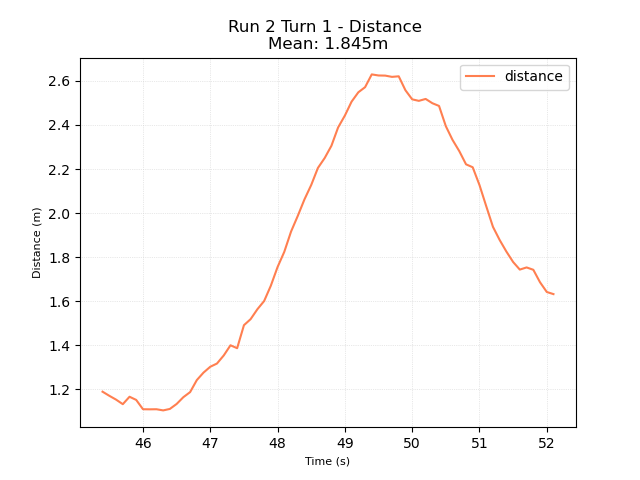 Run 2 Turn 1 - Distance
Mean: 1.845m
distance
2.6
2.4
2.2
2.0
1.8
1.6
1.4
1.2
Distance (m)
46 47 48 49 50 51 52
Time (s)